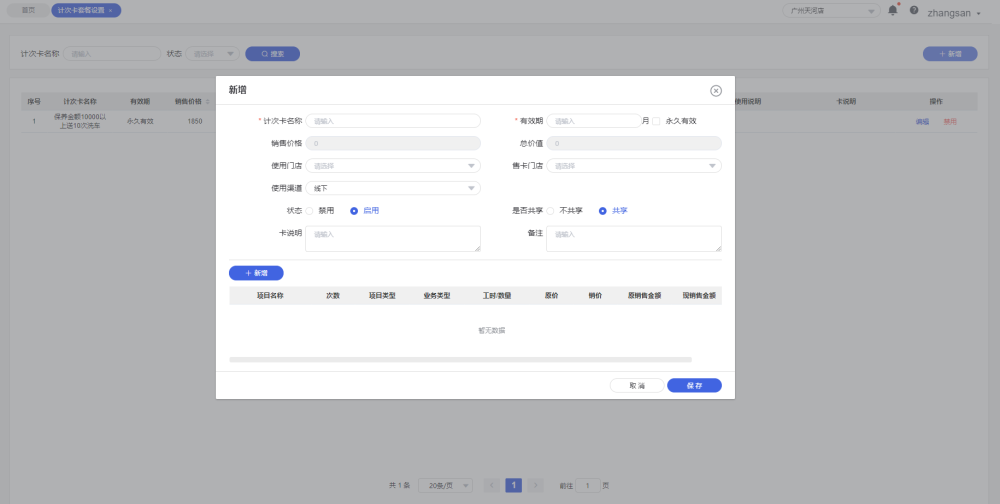 首页
计次卡套餐设置 ×
广州天河店
zhangsan
计次卡名称 请输入 状态 请选择 搜索
+ 新增
序号 计次卡名称 有效期 销售价格 使用说明 卡说明 操作
1 保养金额10000以上送10次洗车 永久有效 1850 编辑 禁用
新增
* 计次卡名称 请输入 * 有效期 请输入 月 永久有效
销售价格 0 总价值 0
使用门店 请选择 售卡门店 请选择
使用渠道 线下
状态 禁用 启用 是否共享 不共享 共享
卡说明 请输入 备注 请输入
+ 新增
项目名称 次数 项目类型 业务类型 工时/数量 原价 销价 原销售金额 现销售金额
暂无数据
取消 保存
共 1 条 20条/页 < 1 > 前往 1 页